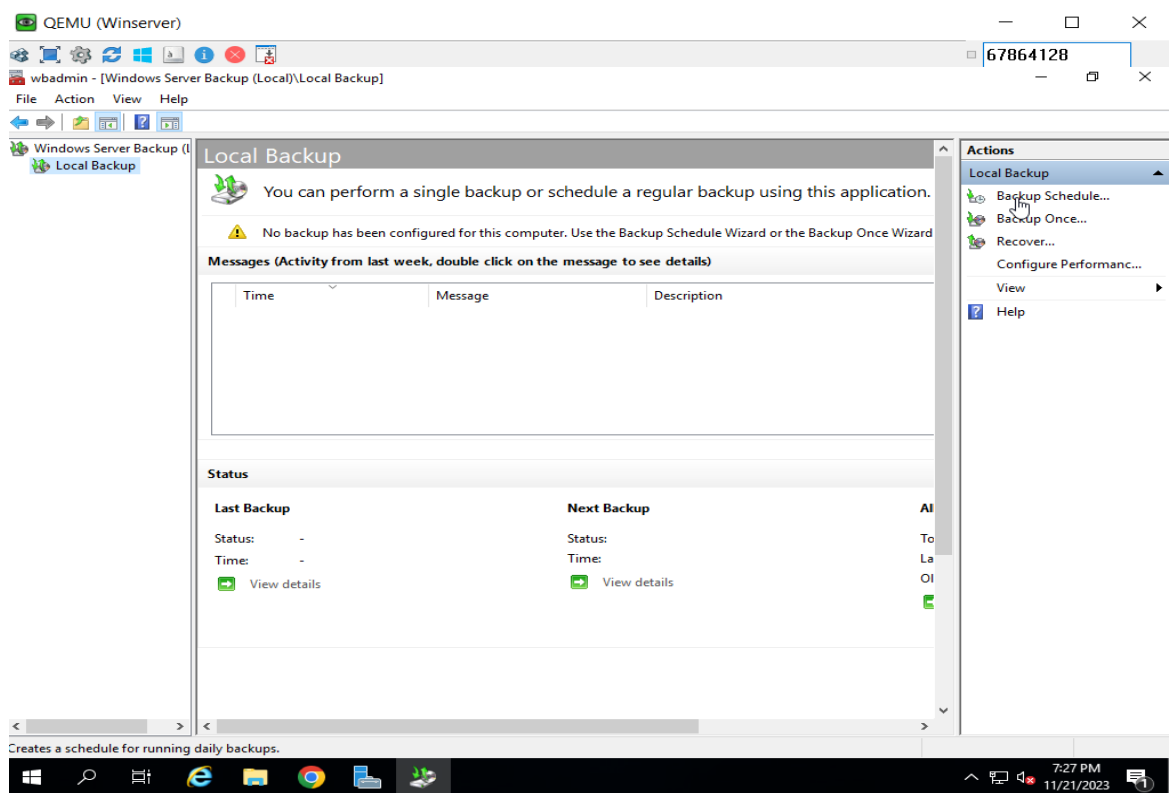 QEMU (Winserver)
67864128
wbadmin - [Windows Server Backup (Local)\Local Backup]
File Action View Help
Windows Server Backup (L
Local Backup
Local Backup
You can perform a single backup or schedule a regular backup using this application.
No backup has been configured for this computer. Use the Backup Schedule Wizard or the Backup Once Wizard
Messages (Activity from last week, double click on the message to see details)
Time Message Description
Status
Last Backup
Status: -
Time: -
View details
Next Backup
Status:
Time:
View details
Al
To
La
Ol
Actions
Local Backup
Backup Schedule...
Backup Once...
Recover...
Configure Performanc...
View
Help
Creates a schedule for running daily backups.
7:27 PM
11/21/2023
1